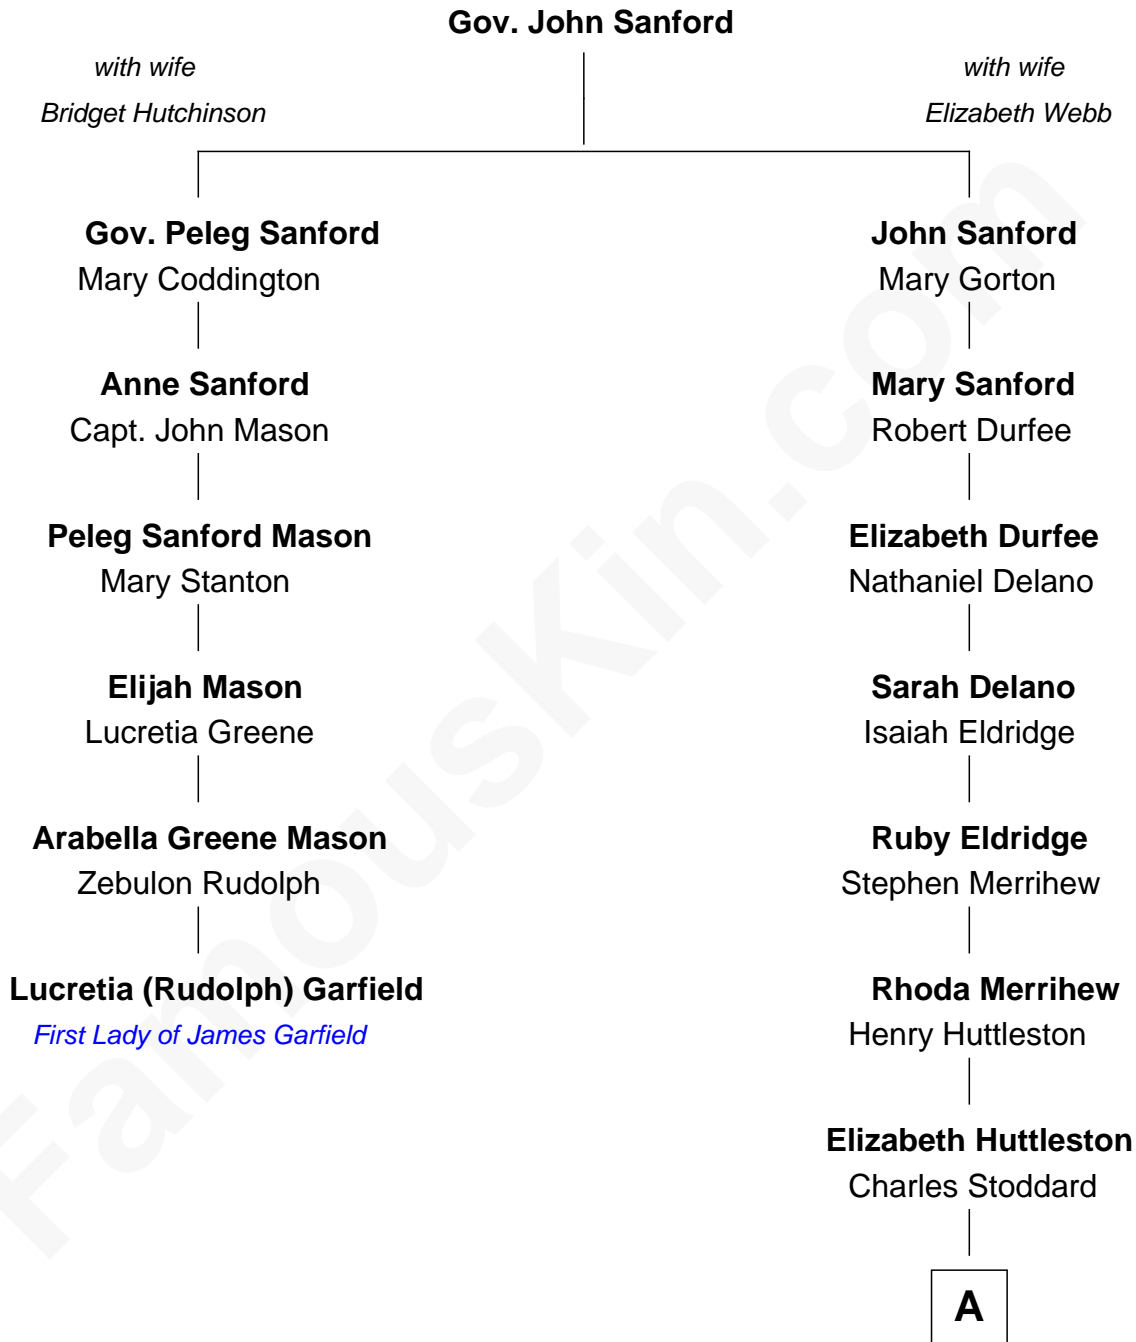 Gov. John Sanford
with wife
Bridget Hutchinson
with wife
Elizabeth Webb
Gov. Peleg Sanford
Mary Coddington
Anne Sanford
Capt. John Mason
Peleg Sanford Mason
Mary Stanton
Elijah Mason
Lucretia Greene
Arabella Greene Mason
Zebulon Rudolph
Lucretia (Rudolph) Garfield
First Lady of James Garfield
John Sanford
Mary Gorton
Mary Sanford
Robert Durfee
Elizabeth Durfee
Nathaniel Delano
Sarah Delano
Isaiah Eldridge
Ruby Eldridge
Stephen Merrihew
Rhoda Merrihew
Henry Huttleston
Elizabeth Huttleston
Charles Stoddard
A
FamousKin.com